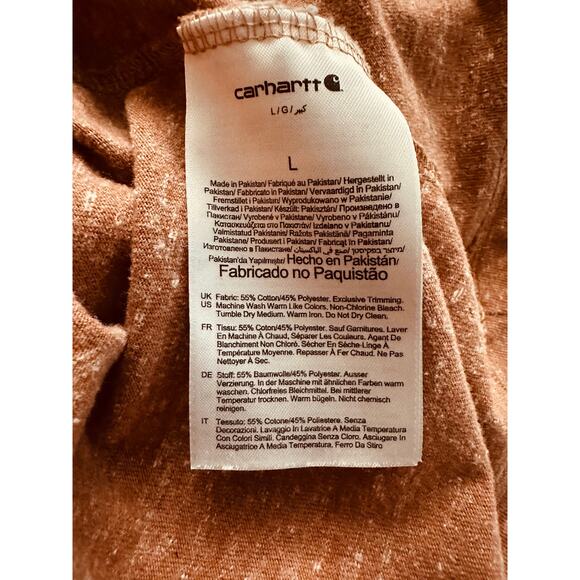 carhartt
L/G/كبير
L
Made in Pakistan/ Fabriqué au Pakistan/ Hergestellt in
Pakistan/ Fabbricato in Pakistan/ Vervaardigd in Pakistan/
Fremstillet i Pakistan/ Wyprodukowano w Pakistanie/
Tillverkad i Pakistan/ Készült: Pakisztán/ Произведено в
Пакистан/ Vyrobené v Pakistane/ Vyrobeno v Pákistánu/
Κατασκευάζεται στο Πακιστάν/ Izdelano v Pakistanu/
Valmistatud Pakistanis/ Ražots Pakistānā/ Pagaminta
Pakistane/ Produsert i Pakistan/ Fabricat în Pakistan/
Изготовлено в Пакистане/ صنع في الباكستان/מיוצר בפקיסטן/
Pakistan'da Yapılmıştır/ Hecho en Pakistán/
Fabricado no Paquistão
UK Fabric: 55% Cotton/45% Polyester. Exclusive Trimming.
US Machine Wash Warm Like Colors. Non-Chlorine Bleach.
Tumble Dry Medium. Warm Iron. Do Not Dry Clean.
FR Tissu: 55% Coton/45% Polyester. Sauf Garnitures. Laver
En Machine À Chaud, Séparer Les Couleurs. Agent De
Blanchiment Non Chloró. Sécher En Sèche-Linge À
Température Moyenne. Repasser À Fer Chaud. Ne Pas
Nettoyer À Sec.
DE Stoff: 55% Baumwolle/45% Polyester. Ausser
Verzierung. In der Maschine mit ähnlichen Farben warm
waschen. Chlorfreies Bleichmittel. Bei mittlerer
Temperatur trocknen. Warm bügeln. Nicht chemisch
reinigen.
IT Tessuto: 55% Cotone/45% Poliestere. Senza
Decorazioni. Lavaggio In Lavatrice A Media Temperatura
Con Colori Simili. Candeggina Senza Cloro. Asciugare In
Asciugatrice A Media Temperatura. Ferro Da Stiro